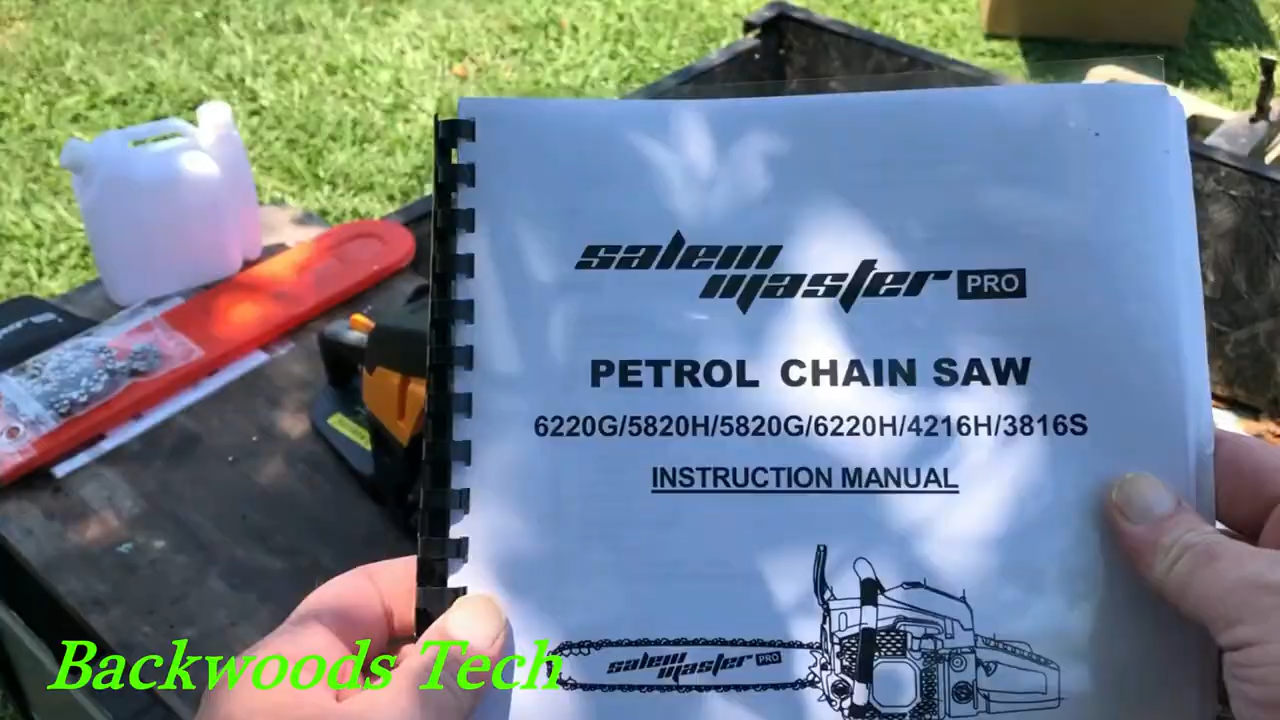 salem
master PRO
PETROL CHAIN SAW
6220G/5820H/5820G/6220H/4216H/3816S
INSTRUCTION MANUAL
salem
master PRO
Backwoods Tech